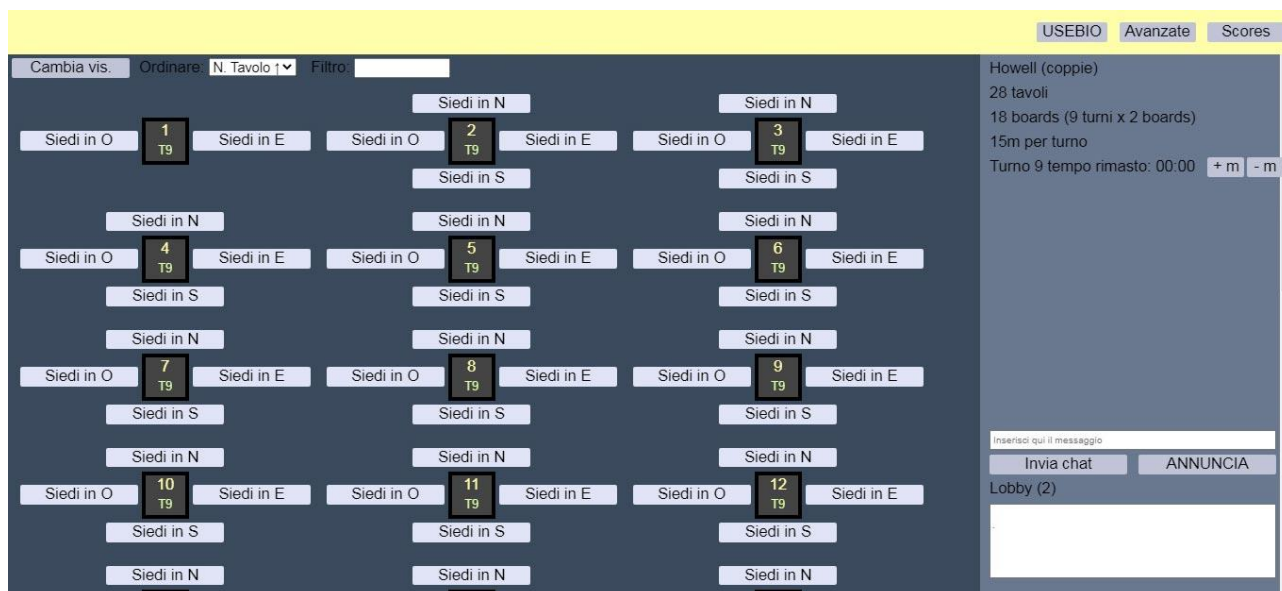 USEBIO Avanzate Scores
Cambia vis. Ordinare: N. Tavolo ↑ Filtro:
Siedi in N Siedi in N
Siedi in O 1 T9 Siedi in E Siedi in O 2 T9 Siedi in E Siedi in O 3 T9 Siedi in E
Siedi in S Siedi in S
Siedi in N Siedi in N Siedi in N
Siedi in O 4 T9 Siedi in E Siedi in O 5 T9 Siedi in E Siedi in O 6 T9 Siedi in E
Siedi in S Siedi in S Siedi in S
Siedi in N Siedi in N Siedi in N
Siedi in O 7 T9 Siedi in E Siedi in O 8 T9 Siedi in E Siedi in O 9 T9 Siedi in E
Siedi in S Siedi in S Siedi in S
Siedi in N Siedi in N Siedi in N
Siedi in O 10 T9 Siedi in E Siedi in O 11 T9 Siedi in E Siedi in O 12 T9 Siedi in E
Siedi in S Siedi in S Siedi in S
Siedi in N Siedi in N Siedi in N
Howell (coppie)
28 tavoli
18 boards (9 turni x 2 boards)
15m per turno
Turno 9 tempo rimasto: 00:00 + m - m
Inserisci qui il messaggio
Invia chat ANNUNCIA
Lobby (2)